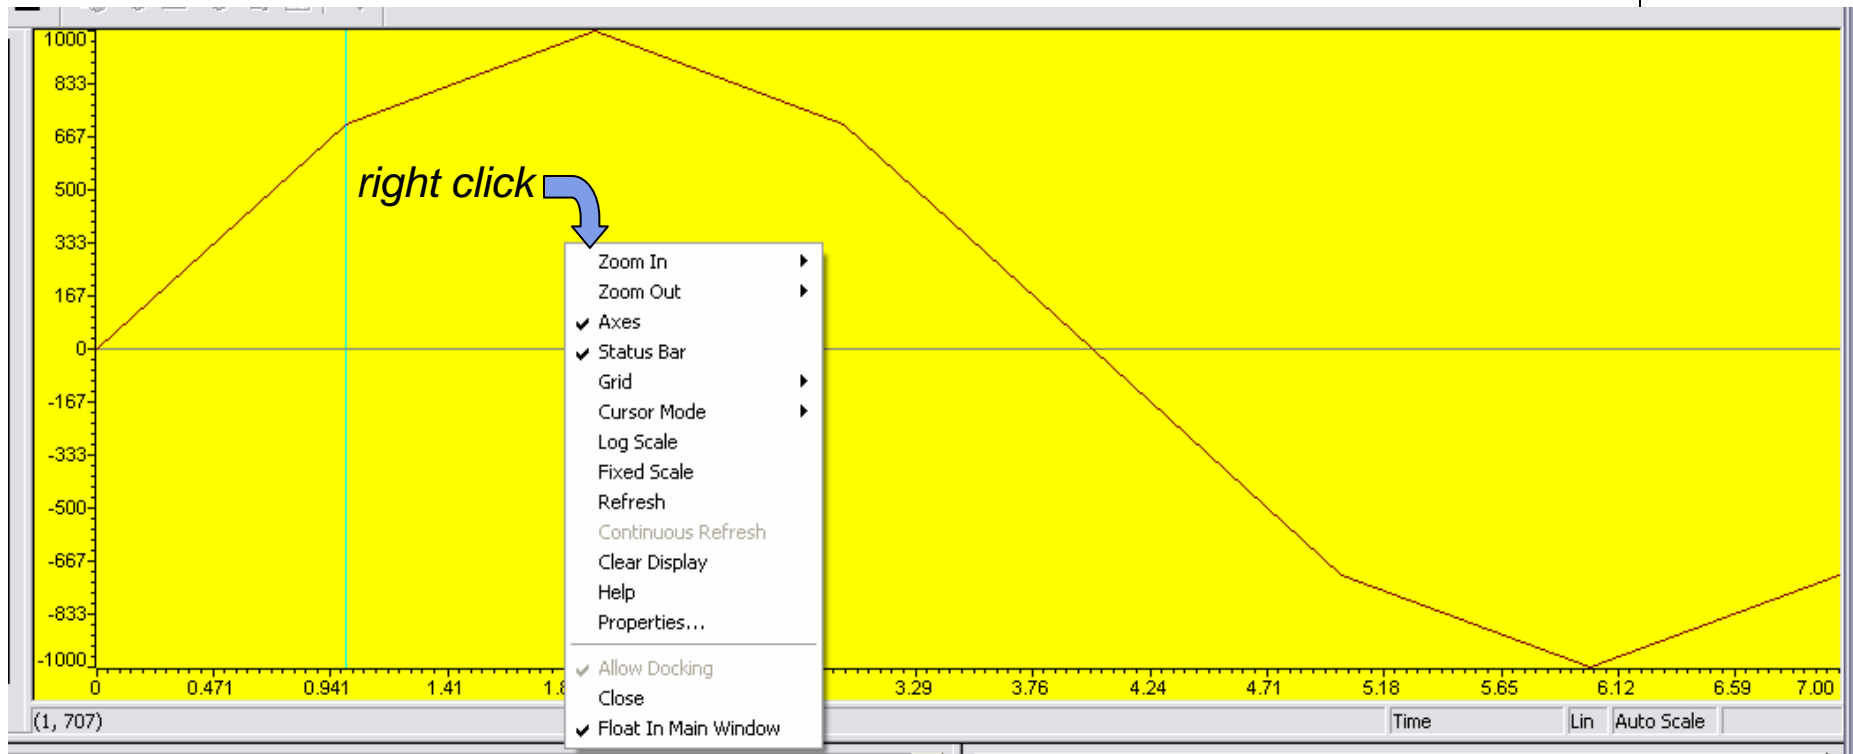 1000
833
667
500
333
167
0
-167
-333
-500
-667
-833
-1000
right click
Zoom In
Zoom Out
Axes
Status Bar
Grid
Cursor Mode
Log Scale
Fixed Scale
Refresh
Continuous Refresh
Clear Display
Help
Properties...
Allow Docking
Close
Float In Main Window
0 0.471 0.941 1.41 3.29 3.76 4.24 4.71 5.18 5.65 6.12 6.59 7.00
(1, 707) Time Lin Auto Scale